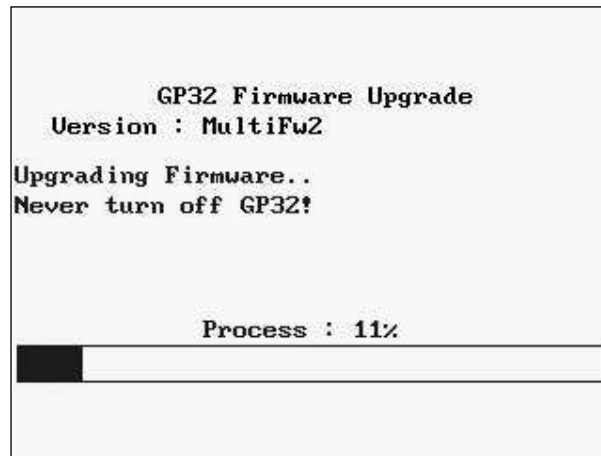 GP32 Firmware Upgrade
Version : MultiFw2
Upgrading Firmware..
Never turn off GP32!
Process : 11%